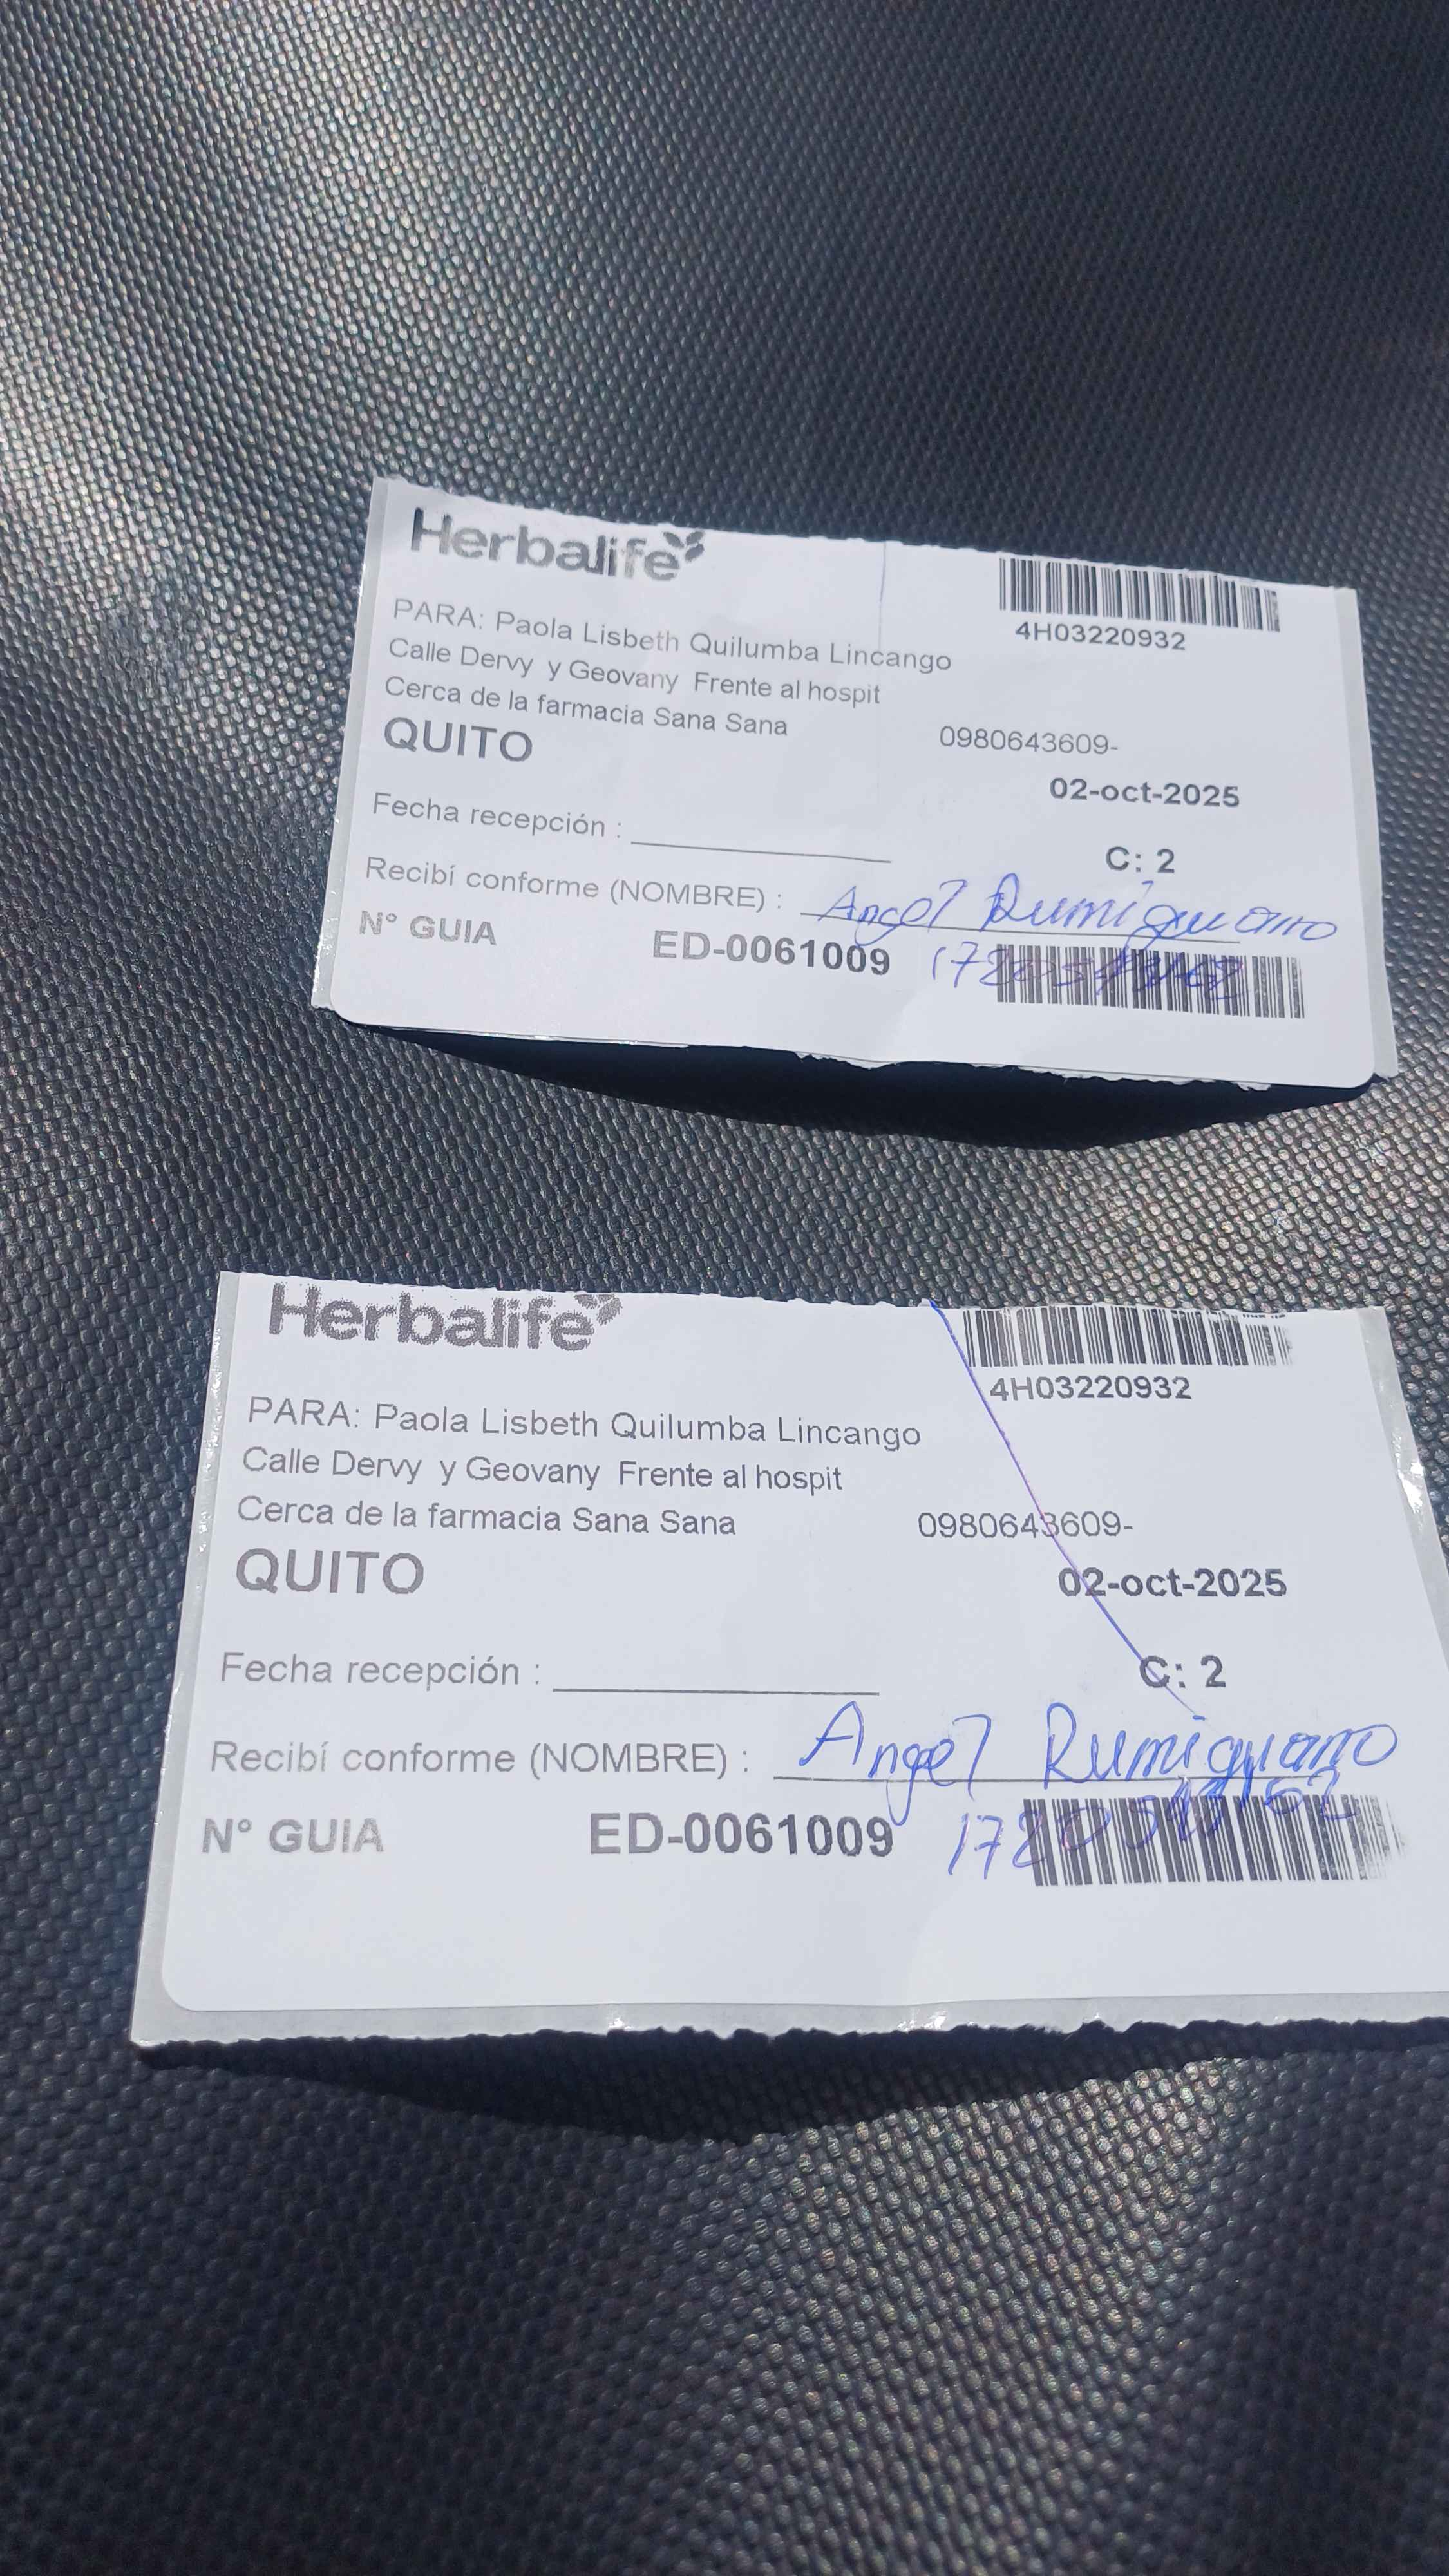 Herbalife
4H03220932
PARA: Paola Lisbeth Quilumba Lincango
Calle Dervy y Geovany Frente al hospit
Cerca de la farmacia Sana Sana
0980643609-
QUITO
02-oct-2025
Fecha recepción :
C: 2
Recibí conforme (NOMBRE) : Angel Rumiguano
N° GUIA ED-0061009
Herbalife
4H03220932
PARA: Paola Lisbeth Quilumba Lincango
Calle Dervy y Geovany Frente al hospit
Cerca de la farmacia Sana Sana
0980643609-
QUITO
02-oct-2025
Fecha recepción :
C: 2
Recibí conforme (NOMBRE) : Angel Rumiguano
N° GUIA ED-0061009